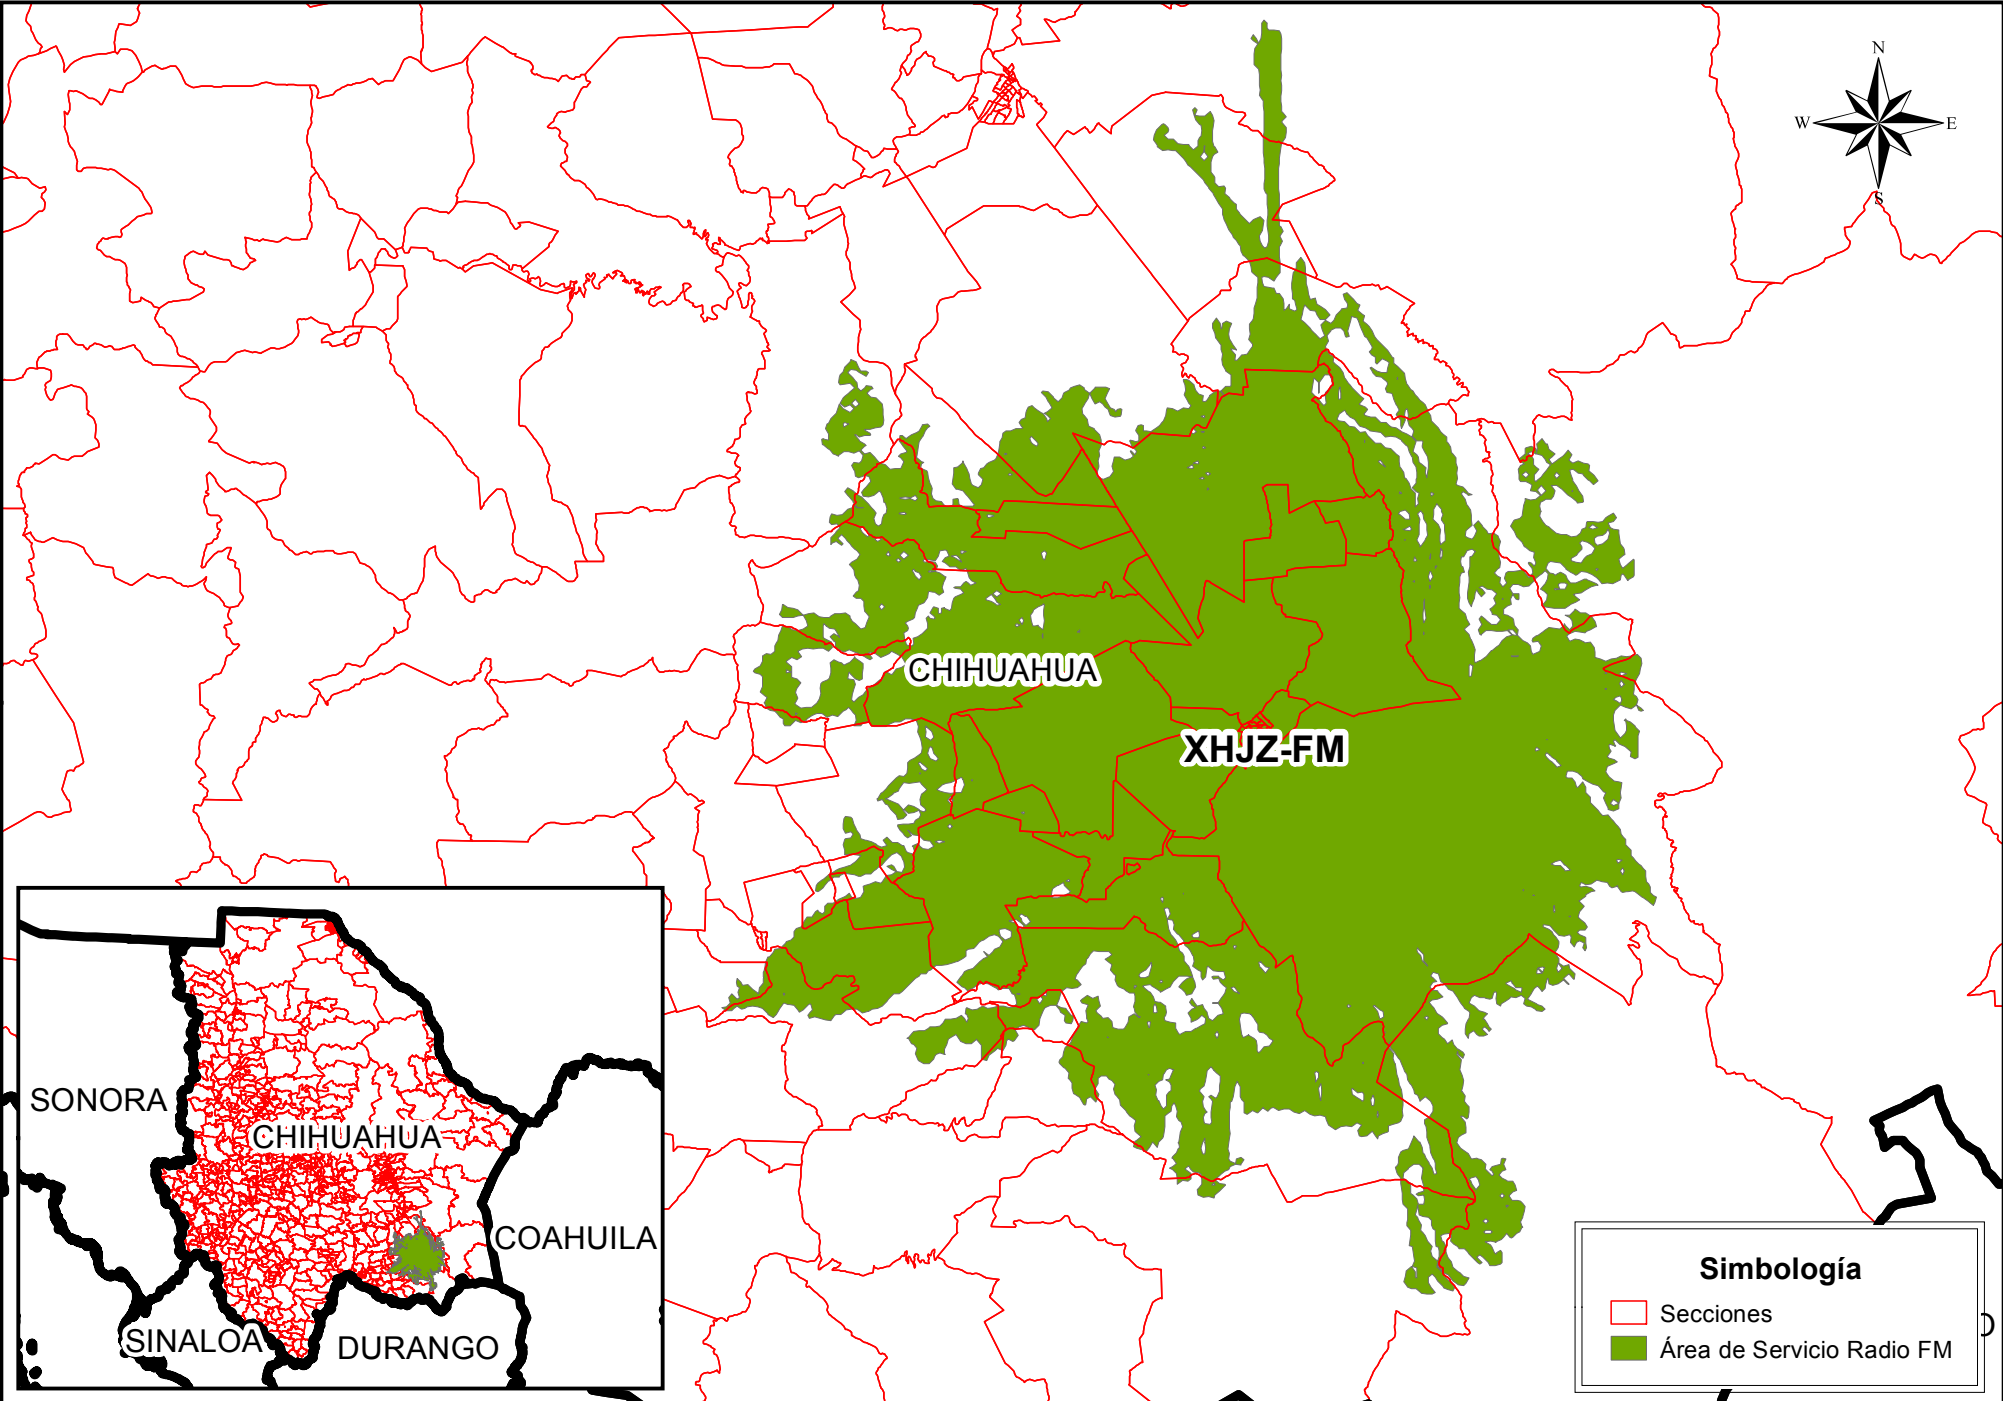 N
W E
S
CHIHUAHUA
XHJZ-FM
SONORA
CHIHUAHUA
COAHUILA
SINALOA
DURANGO
Simbología
Secciones
Área de Servicio Radio FM